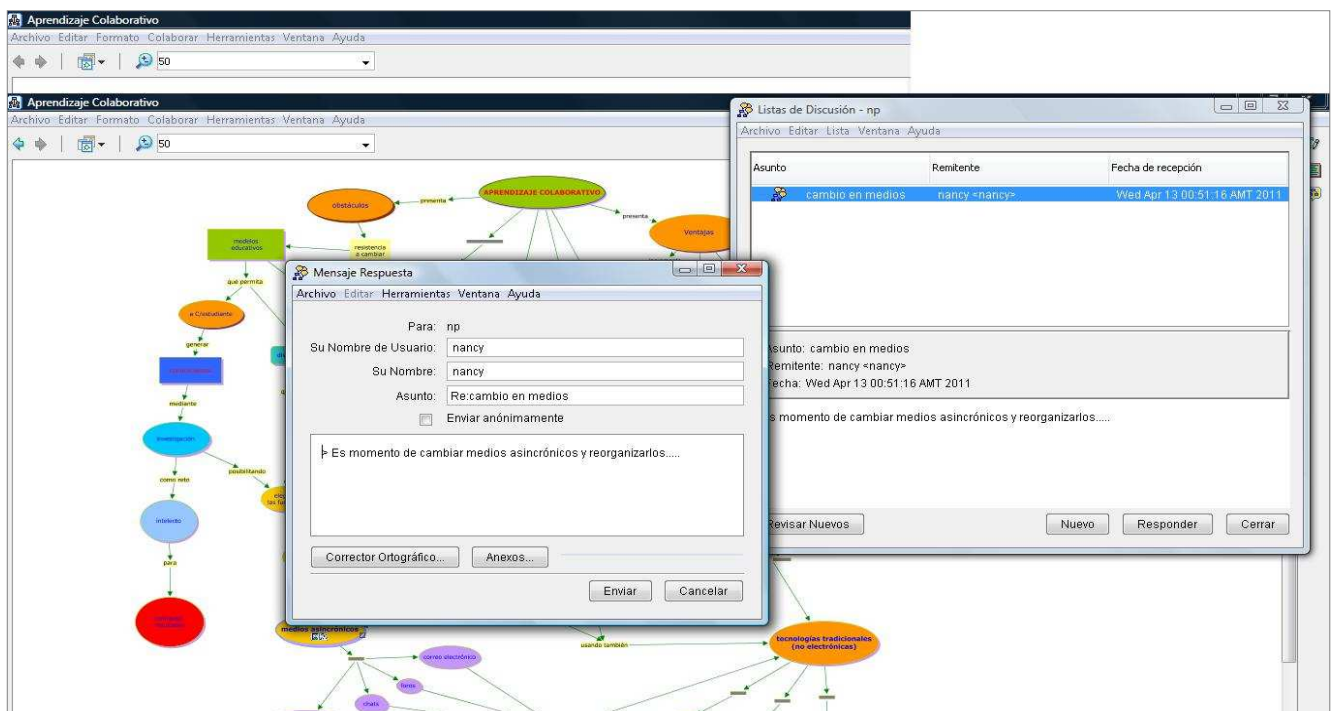 Aprendizaje Colaborativo
Archivo Editar Formato Colaborar Herramientas Ventana Ayuda
50
Aprendizaje Colaborativo
Archivo Editar Formato Colaborar Herramientas Ventana Ayuda
50
APRENDIZAJE COLABORATIVO
presenta
obstáculos
presenta
Ventajas
modelos educativos
resistencia a cambiar
que permita
a C/estudiante
generar
mediante
investigación
posibilitando
como reto
intelecto
para
medios asincrónicos
correo electrónico
foros
chats
usando también
tecnologías tradicionales
(no electrónicas)
Listas de Discusión - np
Archivo Editar Lista Ventana Ayuda
Asunto Remitente Fecha de recepción
cambio en medios nancy <nancy> Wed Apr 13 00:51:16 AMT 2011
sunto: cambio en medios
emitente: nancy <nancy>
echa: Wed Apr 13 00:51:16 AMT 2011
s momento de cambiar medios asincrónicos y reorganizarlos.....
Revisar Nuevos Nuevo Responder Cerrar
Mensaje Respuesta
Archivo Editar Herramientas Ventana Ayuda
Para: np
Su Nombre de Usuario: nancy
Su Nombre: nancy
Asunto: Re:cambio en medios
Enviar anónimamente
> Es momento de cambiar medios asincrónicos y reorganizarlos.....
Corrector Ortográfico... Anexos...
Enviar Cancelar